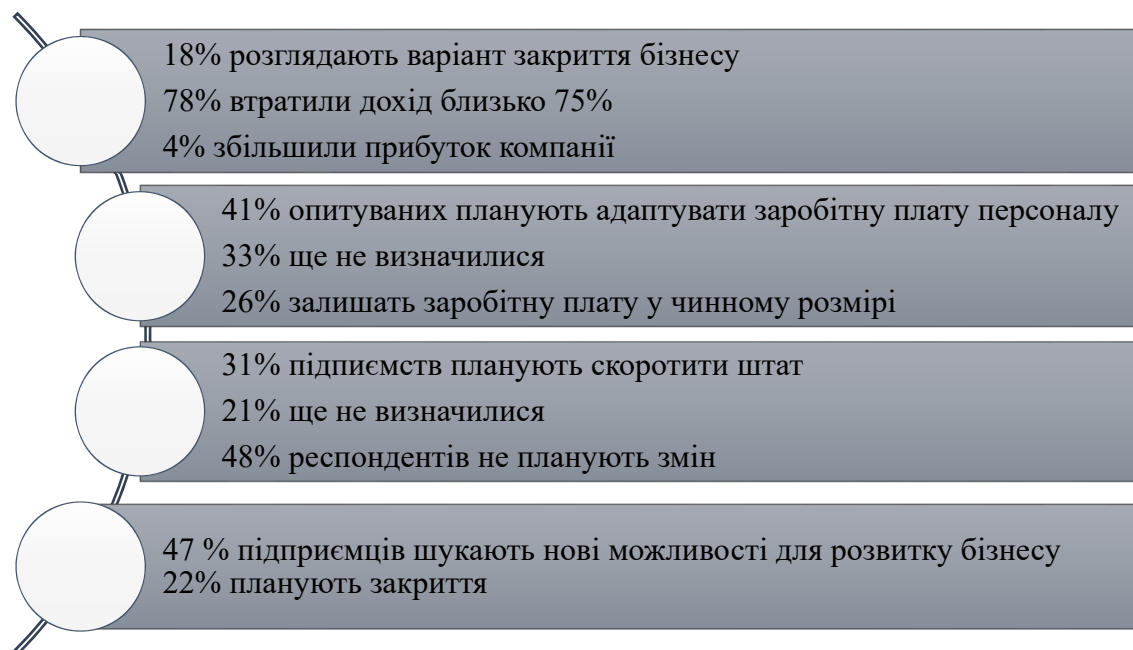 18% розглядають варіант закриття бізнесу
78% втратили дохід близько 75%
4% збільшили прибуток компанії
41% опитуваних планують адаптувати заробітну плату персоналу
33% ще не визначилися
26% залишать заробітну плату у чинному розмірі
31% підпиємств планують скоротити штат
21% ще не визначилися
48% респондентів не планують змін
47 % підприємців шукають нові можливості для розвитку бізнесу
22% планують закриття